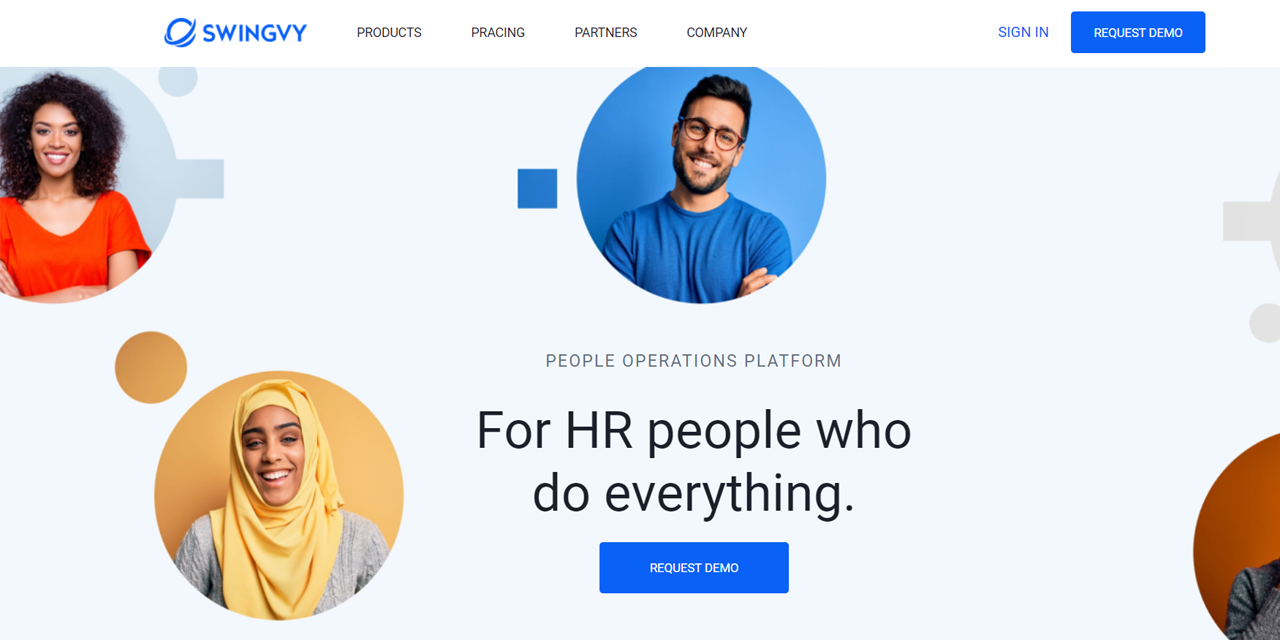 SWINGVY
PRODUCTS
PRACING
PARTNERS
COMPANY
SIGN IN
REQUEST DEMO
PEOPLE OPERATIONS PLATFORM
For HR people who
do everything.
REQUEST DEMO